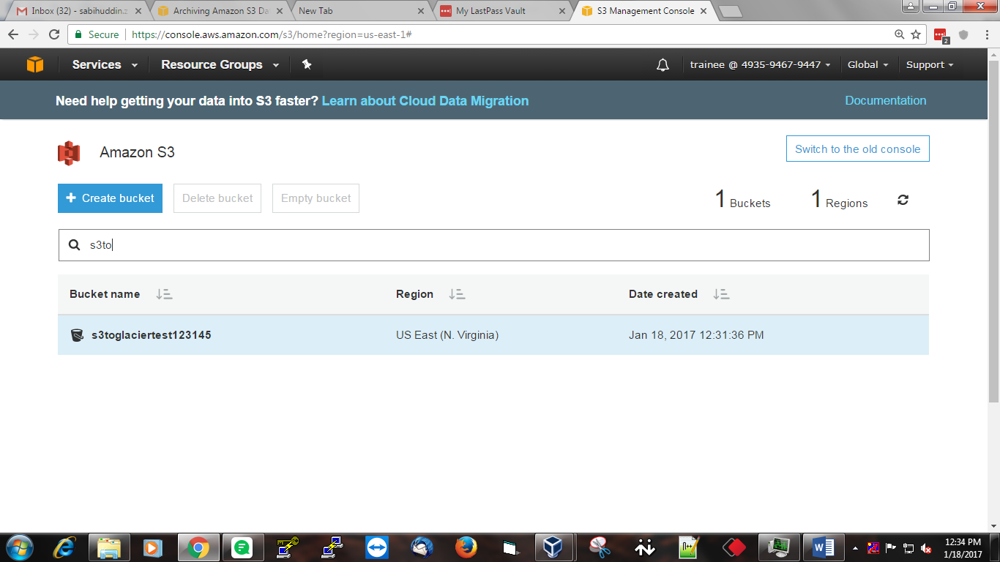 Inbox (32) - sabihuddin.z
Archiving Amazon S3 Da
New Tab
My LastPass Vault
S3 Management Console
Secure
https://console.aws.amazon.com/s3/home?region=us-east-1#
2
Services
Resource Groups
trainee @ 4935-9467-9447
Global
Support
Need help getting your data into S3 faster? Learn about Cloud Data Migration
Documentation
Amazon S3
Switch to the old console
Create bucket
Delete bucket
Empty bucket
1 Buckets
1 Regions
s3to
Bucket name
Region
Date created
s3toglaciertest123145
US East (N. Virginia)
Jan 18, 2017 12:31:36 PM
12:34 PM
1/18/2017